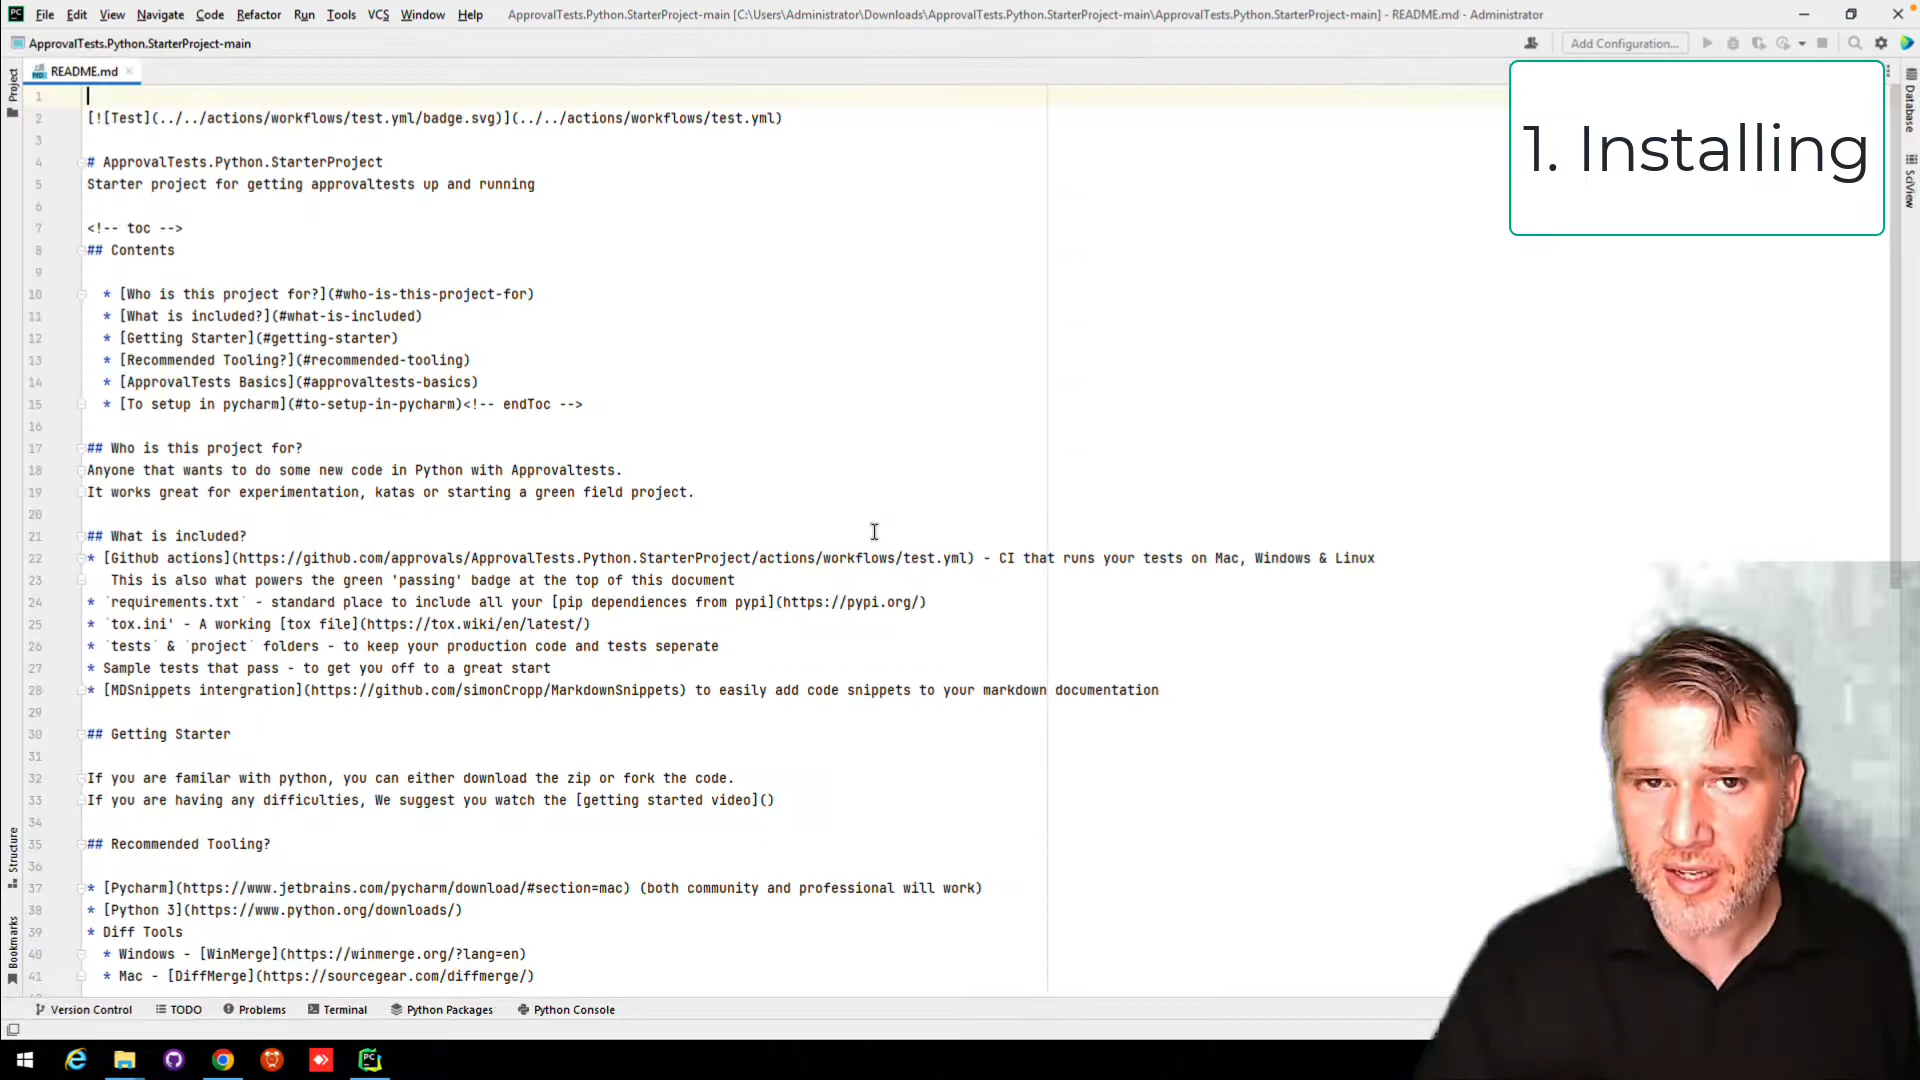 File Edit View Navigate Code Refactor Run Tools VCS Window Help ApprovalTests.Python.StarterProject-main [C:\Users\Administrator\Downloads\ApprovalTests.Python.StarterProject-main\ApprovalTests.Python.StarterProject-main] - README.md - Administrator
ApprovalTests.Python.StarterProject-main
Add Configuration...
Project
README.md
1. Installing
Database
SciView
1
2 [![Test](../../actions/workflows/test.yml/badge.svg)](../../actions/workflows/test.yml)
3
4 # ApprovalTests.Python.StarterProject
5 Starter project for getting approvaltests up and running
6
7 <!-- toc -->
8 ## Contents
9
10 * [Who is this project for?](#who-is-this-project-for)
11 * [What is included?](#what-is-included)
12 * [Getting Starter](#getting-starter)
13 * [Recommended Tooling?](#recommended-tooling)
14 * [ApprovalTests Basics](#approvaltests-basics)
15 * [To setup in pycharm](#to-setup-in-pycharm)<!-- endToc -->
16
17 ## Who is this project for?
18 Anyone that wants to do some new code in Python with Approvaltests.
19 It works great for experimentation, katas or starting a green field project.
20
21 ## What is included?
22 * [Github actions](https://github.com/approvals/ApprovalTests.Python.StarterProject/actions/workflows/test.yml) - CI that runs your tests on Mac, Windows & Linux
23 This is also what powers the green 'passing' badge at the top of this document
24 * `requirements.txt` - standard place to include all your [pip dependiences from pypi](https://pypi.org/)
25 * `tox.ini' - A working [tox file](https://tox.wiki/en/latest/)
26 * `tests` & `project` folders - to keep your production code and tests seperate
27 * Sample tests that pass - to get you off to a great start
28 * [MDSnippets intergration](https://github.com/simonCropp/MarkdownSnippets) to easily add code snippets to your markdown documentation
29
30 ## Getting Starter
31
32 If you are familar with python, you can either download the zip or fork the code.
33 If you are having any difficulties, We suggest you watch the [getting started video]()
34
35 ## Recommended Tooling?
36
37 * [Pycharm](https://www.jetbrains.com/pycharm/download/#section=mac) (both community and professional will work)
38 * [Python 3](https://www.python.org/downloads/)
39 * Diff Tools
40 * Windows - [WinMerge](https://winmerge.org/?lang=en)
41 * Mac - [DiffMerge](https://sourcegear.com/diffmerge/)
Structure
Bookmarks
Version Control TODO Problems Terminal Python Packages Python Console